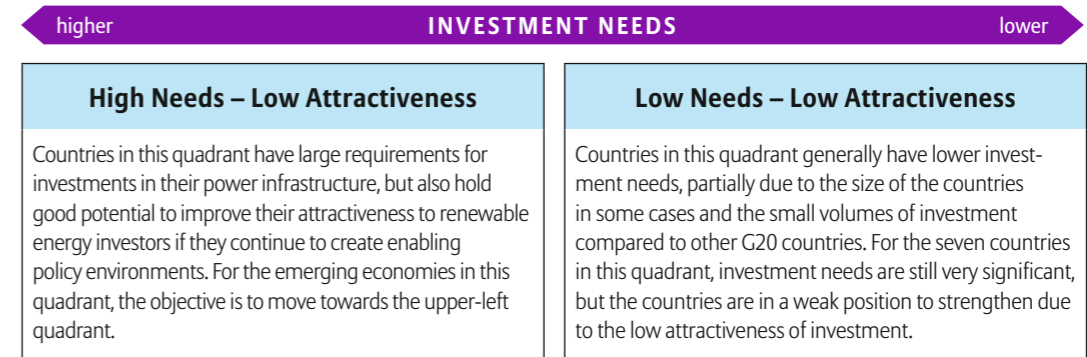 higher INVESTMENT NEEDS lower
High Needs – Low Attractiveness
Countries in this quadrant have large requirements for
investments in their power infrastructure, but also hold
good potential to improve their attractiveness to renewable
energy investors if they continue to create enabling
policy environments. For the emerging economies in this
quadrant, the objective is to move towards the upper-left
quadrant.
Low Needs – Low Attractiveness
Countries in this quadrant generally have lower invest-
ment needs, partially due to the size of the countries
in some cases and the small volumes of investment
compared to other G20 countries. For the seven countries
in this quadrant, investment needs are still very significant,
but the countries are in a weak position to strengthen due
to the low attractiveness of investment.